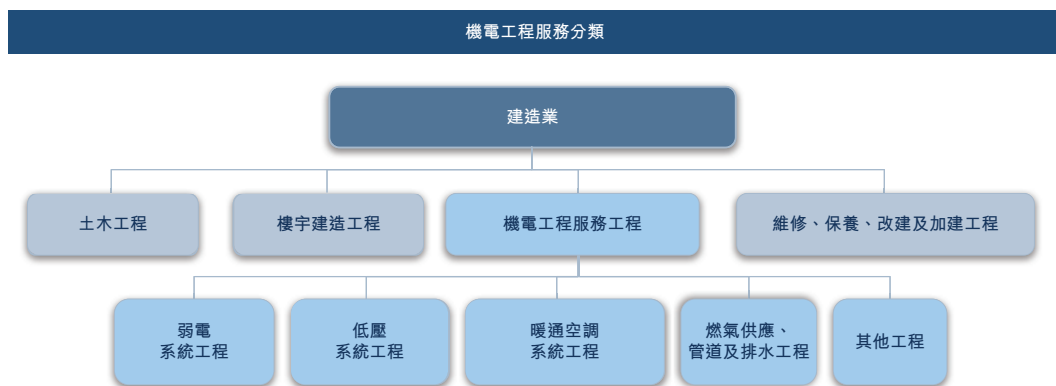 機電工程服務分類
建造業
土木工程
樓宇建造工程
機電工程服務工程
維修、保養、改建及加建工程
弱電
系統工程
低壓
系統工程
暖通空調
系統工程
燃氣供應、
管道及排水工程
其他工程